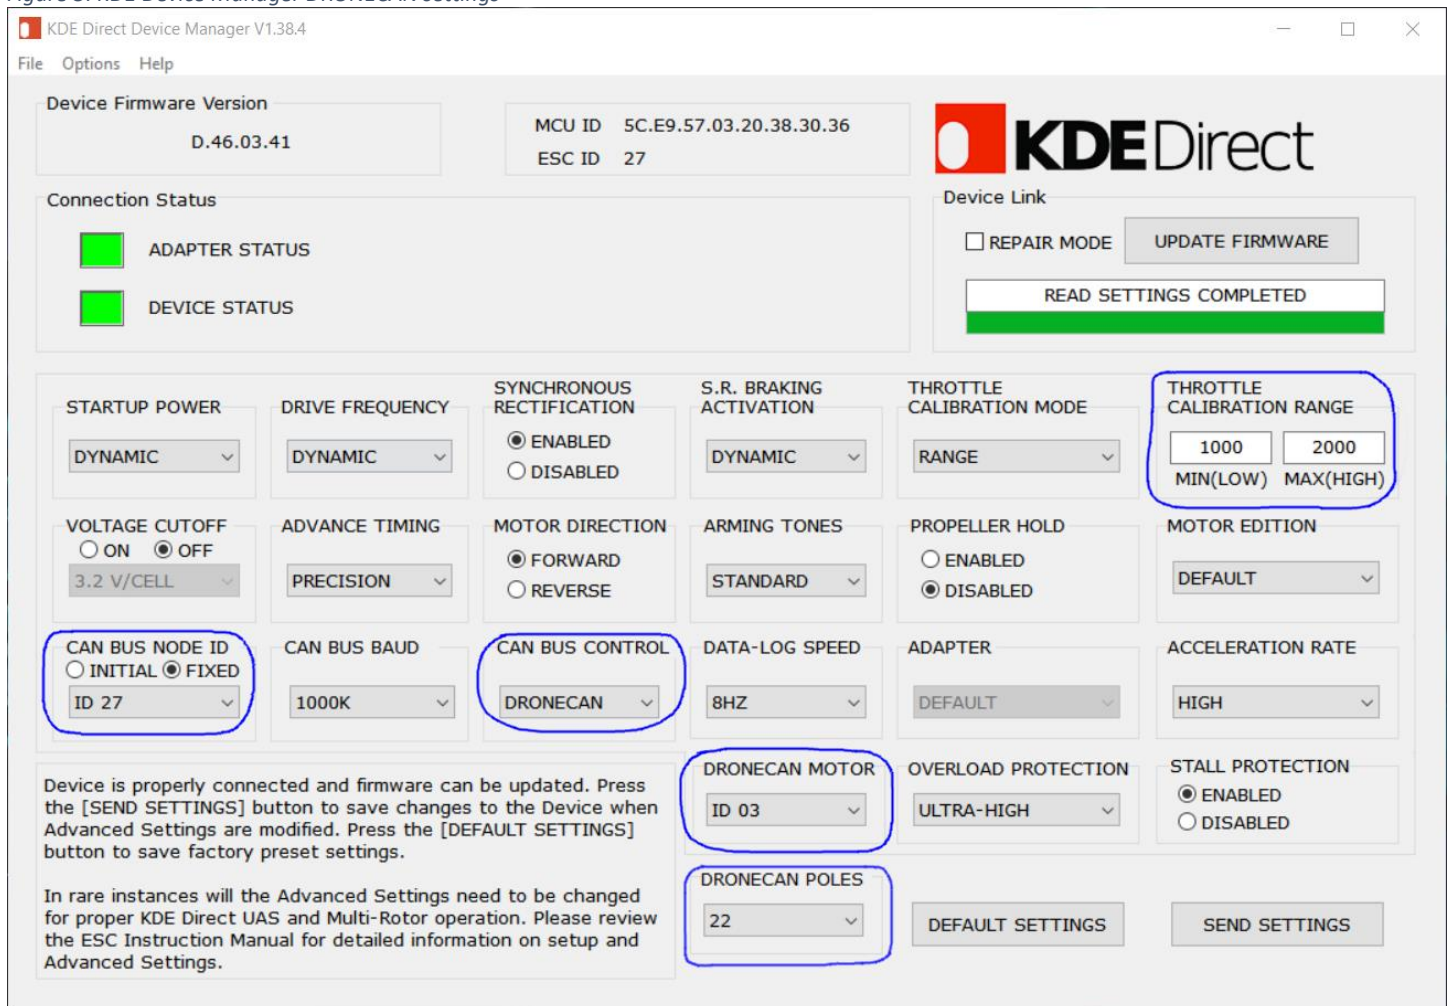 KDE Direct Device Manager V1.38.4
File Options Help
Device Firmware Version
D.46.03.41
MCU ID 5C.E9.57.03.20.38.30.36
ESC ID 27
KDEDirect
Connection Status
ADAPTER STATUS
DEVICE STATUS
Device Link
REPAIR MODE
UPDATE FIRMWARE
READ SETTINGS COMPLETED
STARTUP POWER
DYNAMIC
DRIVE FREQUENCY
DYNAMIC
SYNCHRONOUS
RECTIFICATION
ENABLED
DISABLED
S.R. BRAKING
ACTIVATION
DYNAMIC
THROTTLE
CALIBRATION MODE
RANGE
THROTTLE
CALIBRATION RANGE
1000 2000
MIN(LOW) MAX(HIGH)
VOLTAGE CUTOFF
ON OFF
3.2 V/CELL
ADVANCE TIMING
PRECISION
MOTOR DIRECTION
FORWARD
REVERSE
ARMING TONES
STANDARD
PROPELLER HOLD
ENABLED
DISABLED
MOTOR EDITION
DEFAULT
CAN BUS NODE ID
INITIAL FIXED
ID 27
CAN BUS BAUD
1000K
CAN BUS CONTROL
DRONECAN
DATA-LOG SPEED
8HZ
ADAPTER
DEFAULT
ACCELERATION RATE
HIGH
Device is properly connected and firmware can be updated. Press
the [SEND SETTINGS] button to save changes to the Device when
Advanced Settings are modified. Press the [DEFAULT SETTINGS]
button to save factory preset settings.
In rare instances will the Advanced Settings need to be changed
for proper KDE Direct UAS and Multi-Rotor operation. Please review
the ESC Instruction Manual for detailed information on setup and
Advanced Settings.
DRONECAN MOTOR
ID 03
OVERLOAD PROTECTION
ULTRA-HIGH
STALL PROTECTION
ENABLED
DISABLED
DRONECAN POLES
22
DEFAULT SETTINGS
SEND SETTINGS